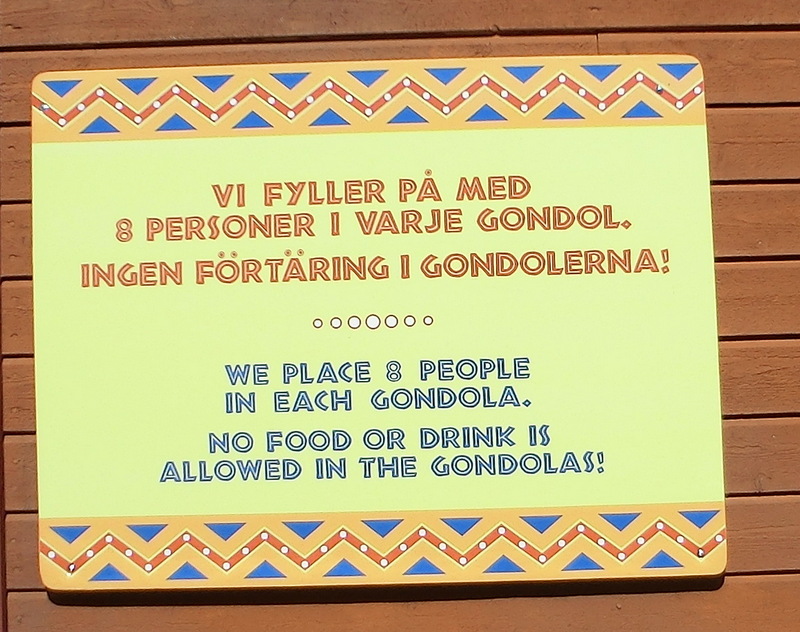 VI FYLLER PÅ MED
8 PERSONER I VARJE GONDOL.
INGEN FÖRTÄRING I GONDOLERNA!
WE PLACE 8 PEOPLE
IN EACH GONDOLA.
NO FOOD OR DRINK IS
ALLOWED IN THE GONDOLAS!